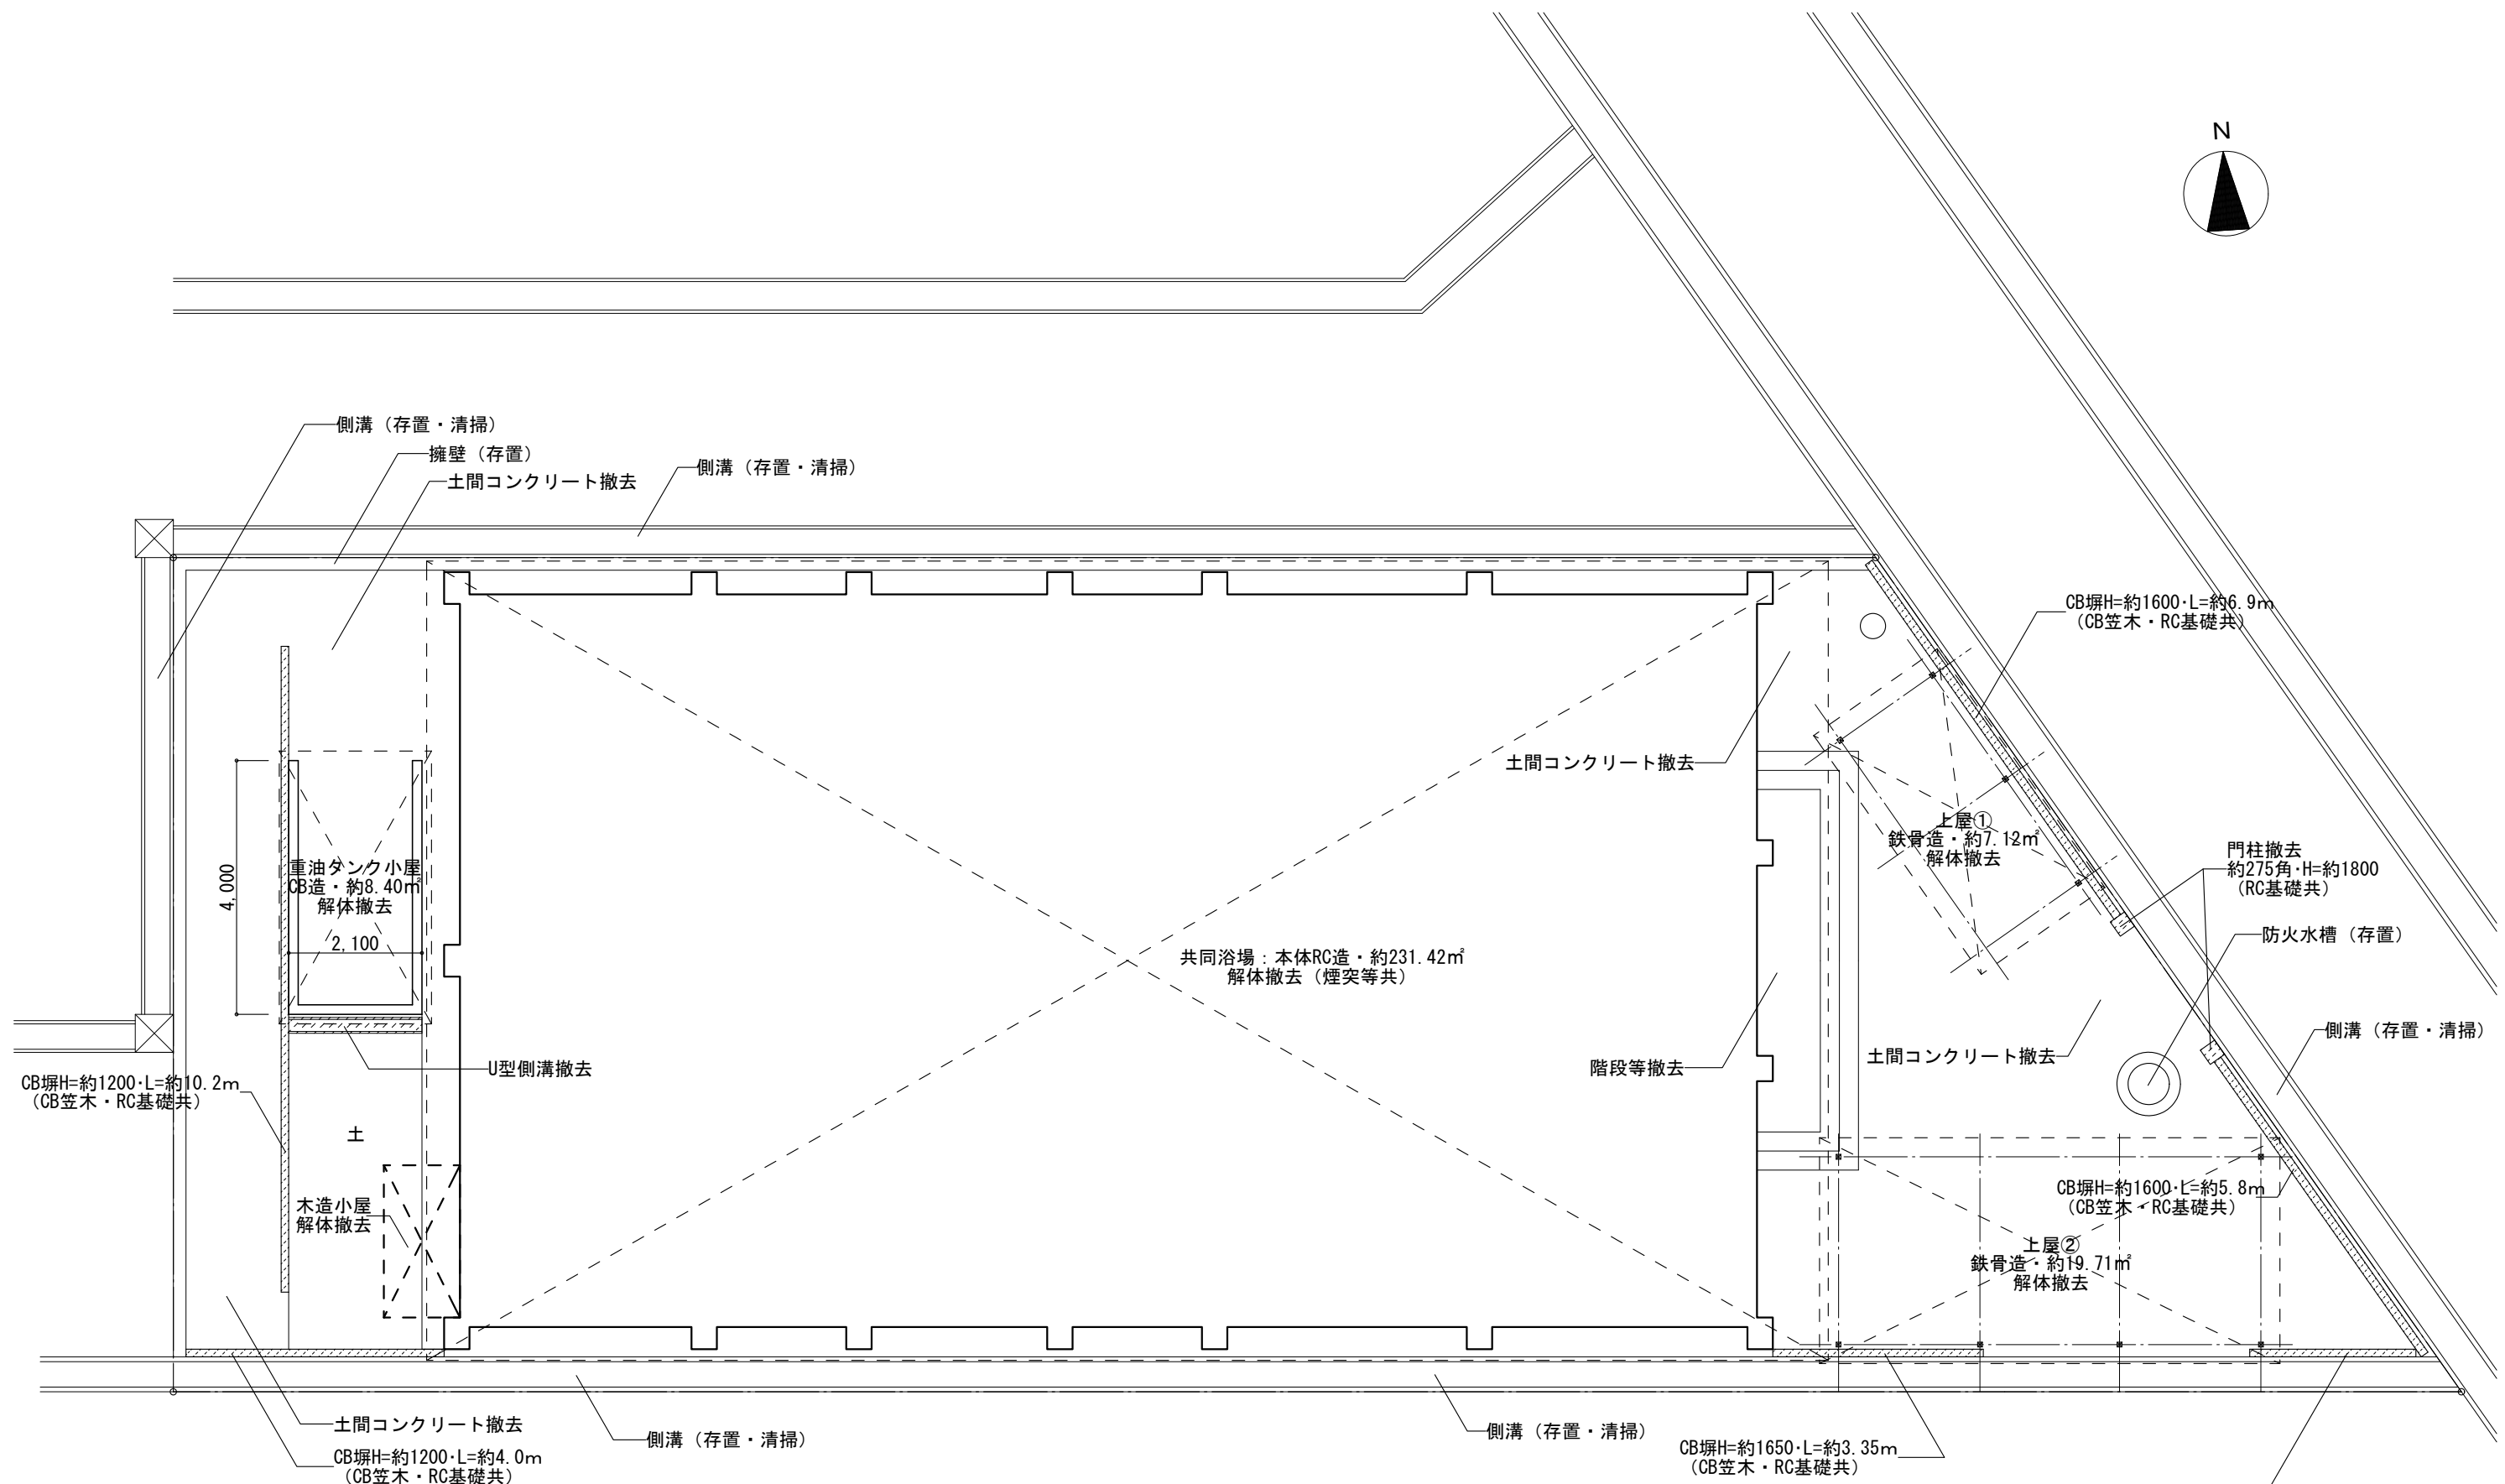 N
側溝（存置・清掃）
擁壁（存置）
側溝（存置・清掃）
土間コンクリート撤去
CB塀H=約1600･L=約6.9m
（CB笠木・RC基礎共）
土間コンクリート撤去
上屋①
鉄骨造・約7.12㎡
解体撤去
門柱撤去
約275角･H=約1800
（RC基礎共）
重油タンク小屋
CB造・約8.40㎡
解体撤去
4,000
2,100
防火水槽（存置）
共同浴場：本体RC造・約231.42㎡
解体撤去（煙突等共）
側溝（存置・清掃）
土間コンクリート撤去
階段等撤去
U型側溝撤去
CB塀H=約1200･L=約10.2m
（CB笠木・RC基礎共）
土
CB塀H=約1600･L=約5.8m
（CB笠木・RC基礎共）
木造小屋
解体撤去
上屋②
鉄骨造・約19.71㎡
解体撤去
土間コンクリート撤去
側溝（存置・清掃）
側溝（存置・清掃）
CB塀H=約1650･L=約3.35m
（CB笠木・RC基礎共）
CB塀H=約1200･L=約4.0m
（CB笠木・RC基礎共）